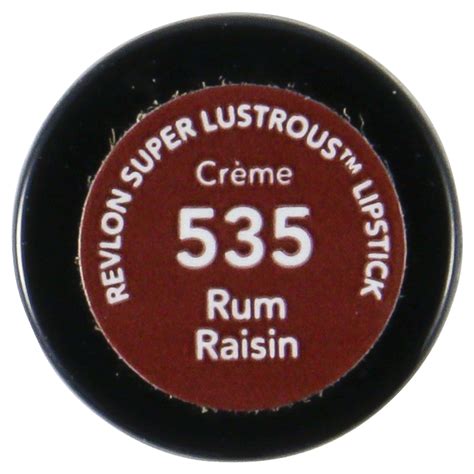 REVLON SUPER LUSTROUS™ LIPSTICK
Crème
535
Rum
Raisin